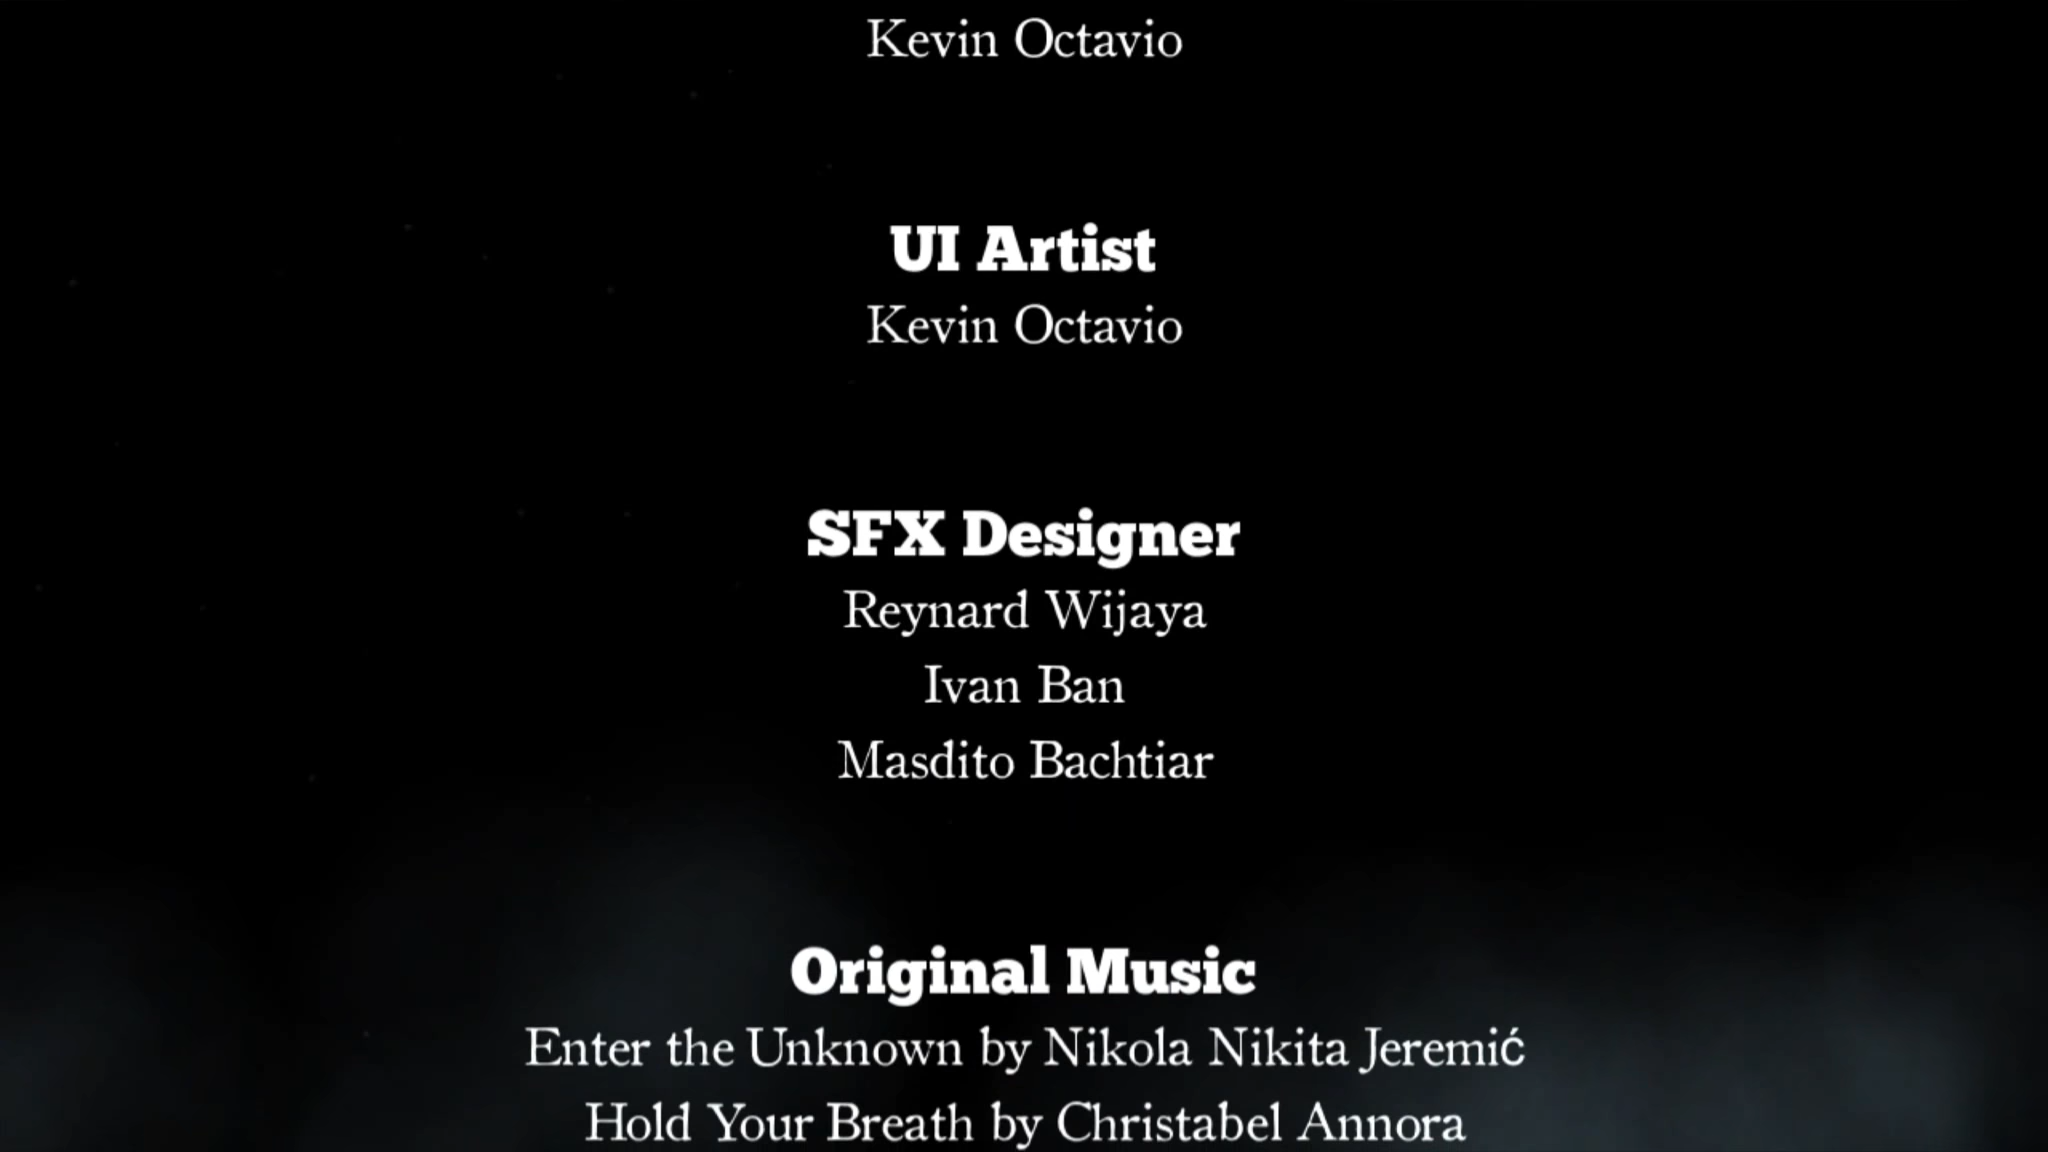 Kevin Octavio
UI Artist
Kevin Octavio
SFX Designer
Reynard Wijaya
Ivan Ban
Masdito Bachtiar
Original Music
Enter the Unknown by Nikola Nikita Jeremić
Hold Your Breath by Christabel Annora